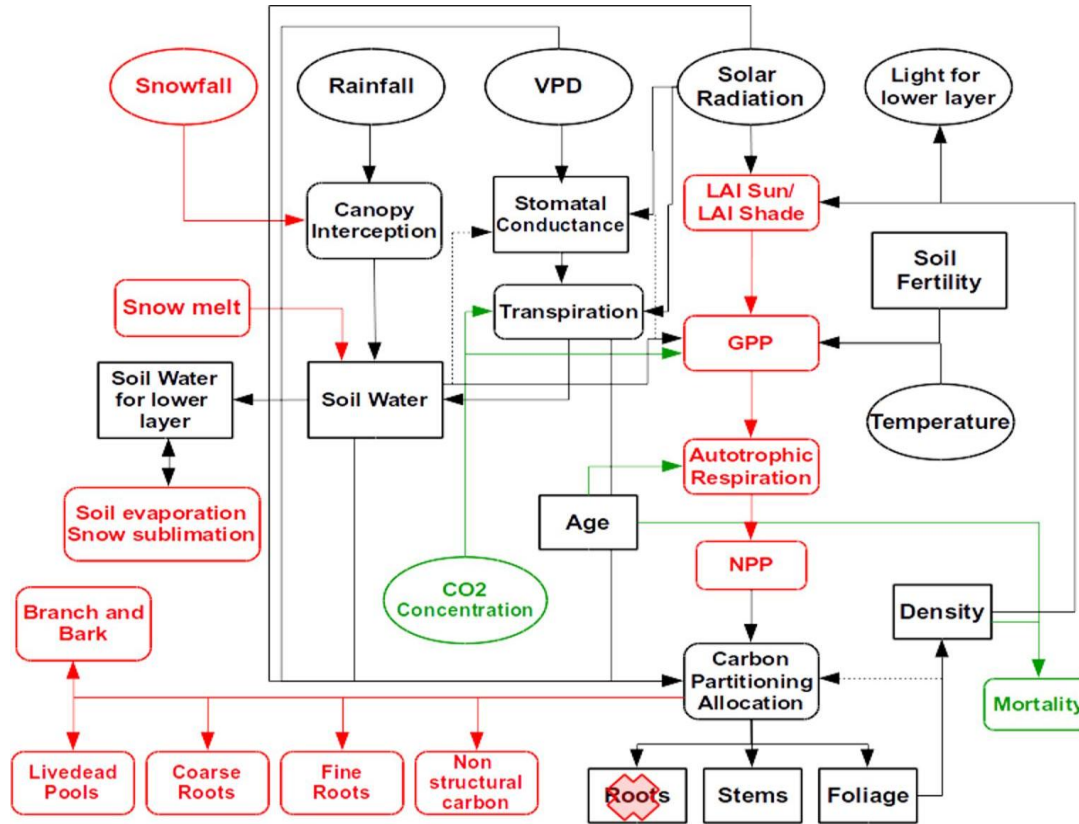 Snowfall
Rainfall
VPD
Solar
Radiation
Light for
lower layer
Canopy
Interception
Stomatal
Conductance
LAI Sun/
LAI Shade
Soil
Fertility
Snow melt
Transpiration
GPP
Soil Water
for lower
layer
Soil Water
Temperature
Autotrophic
Respiration
Soil evaporation
Snow sublimation
Age
NPP
CO2
Concentration
Branch and
Bark
Density
Carbon
Partitioning
Allocation
Mortality
Livedead
Pools
Coarse
Roots
Fine
Roots
Non
structural
carbon
Roots
Stems
Foliage